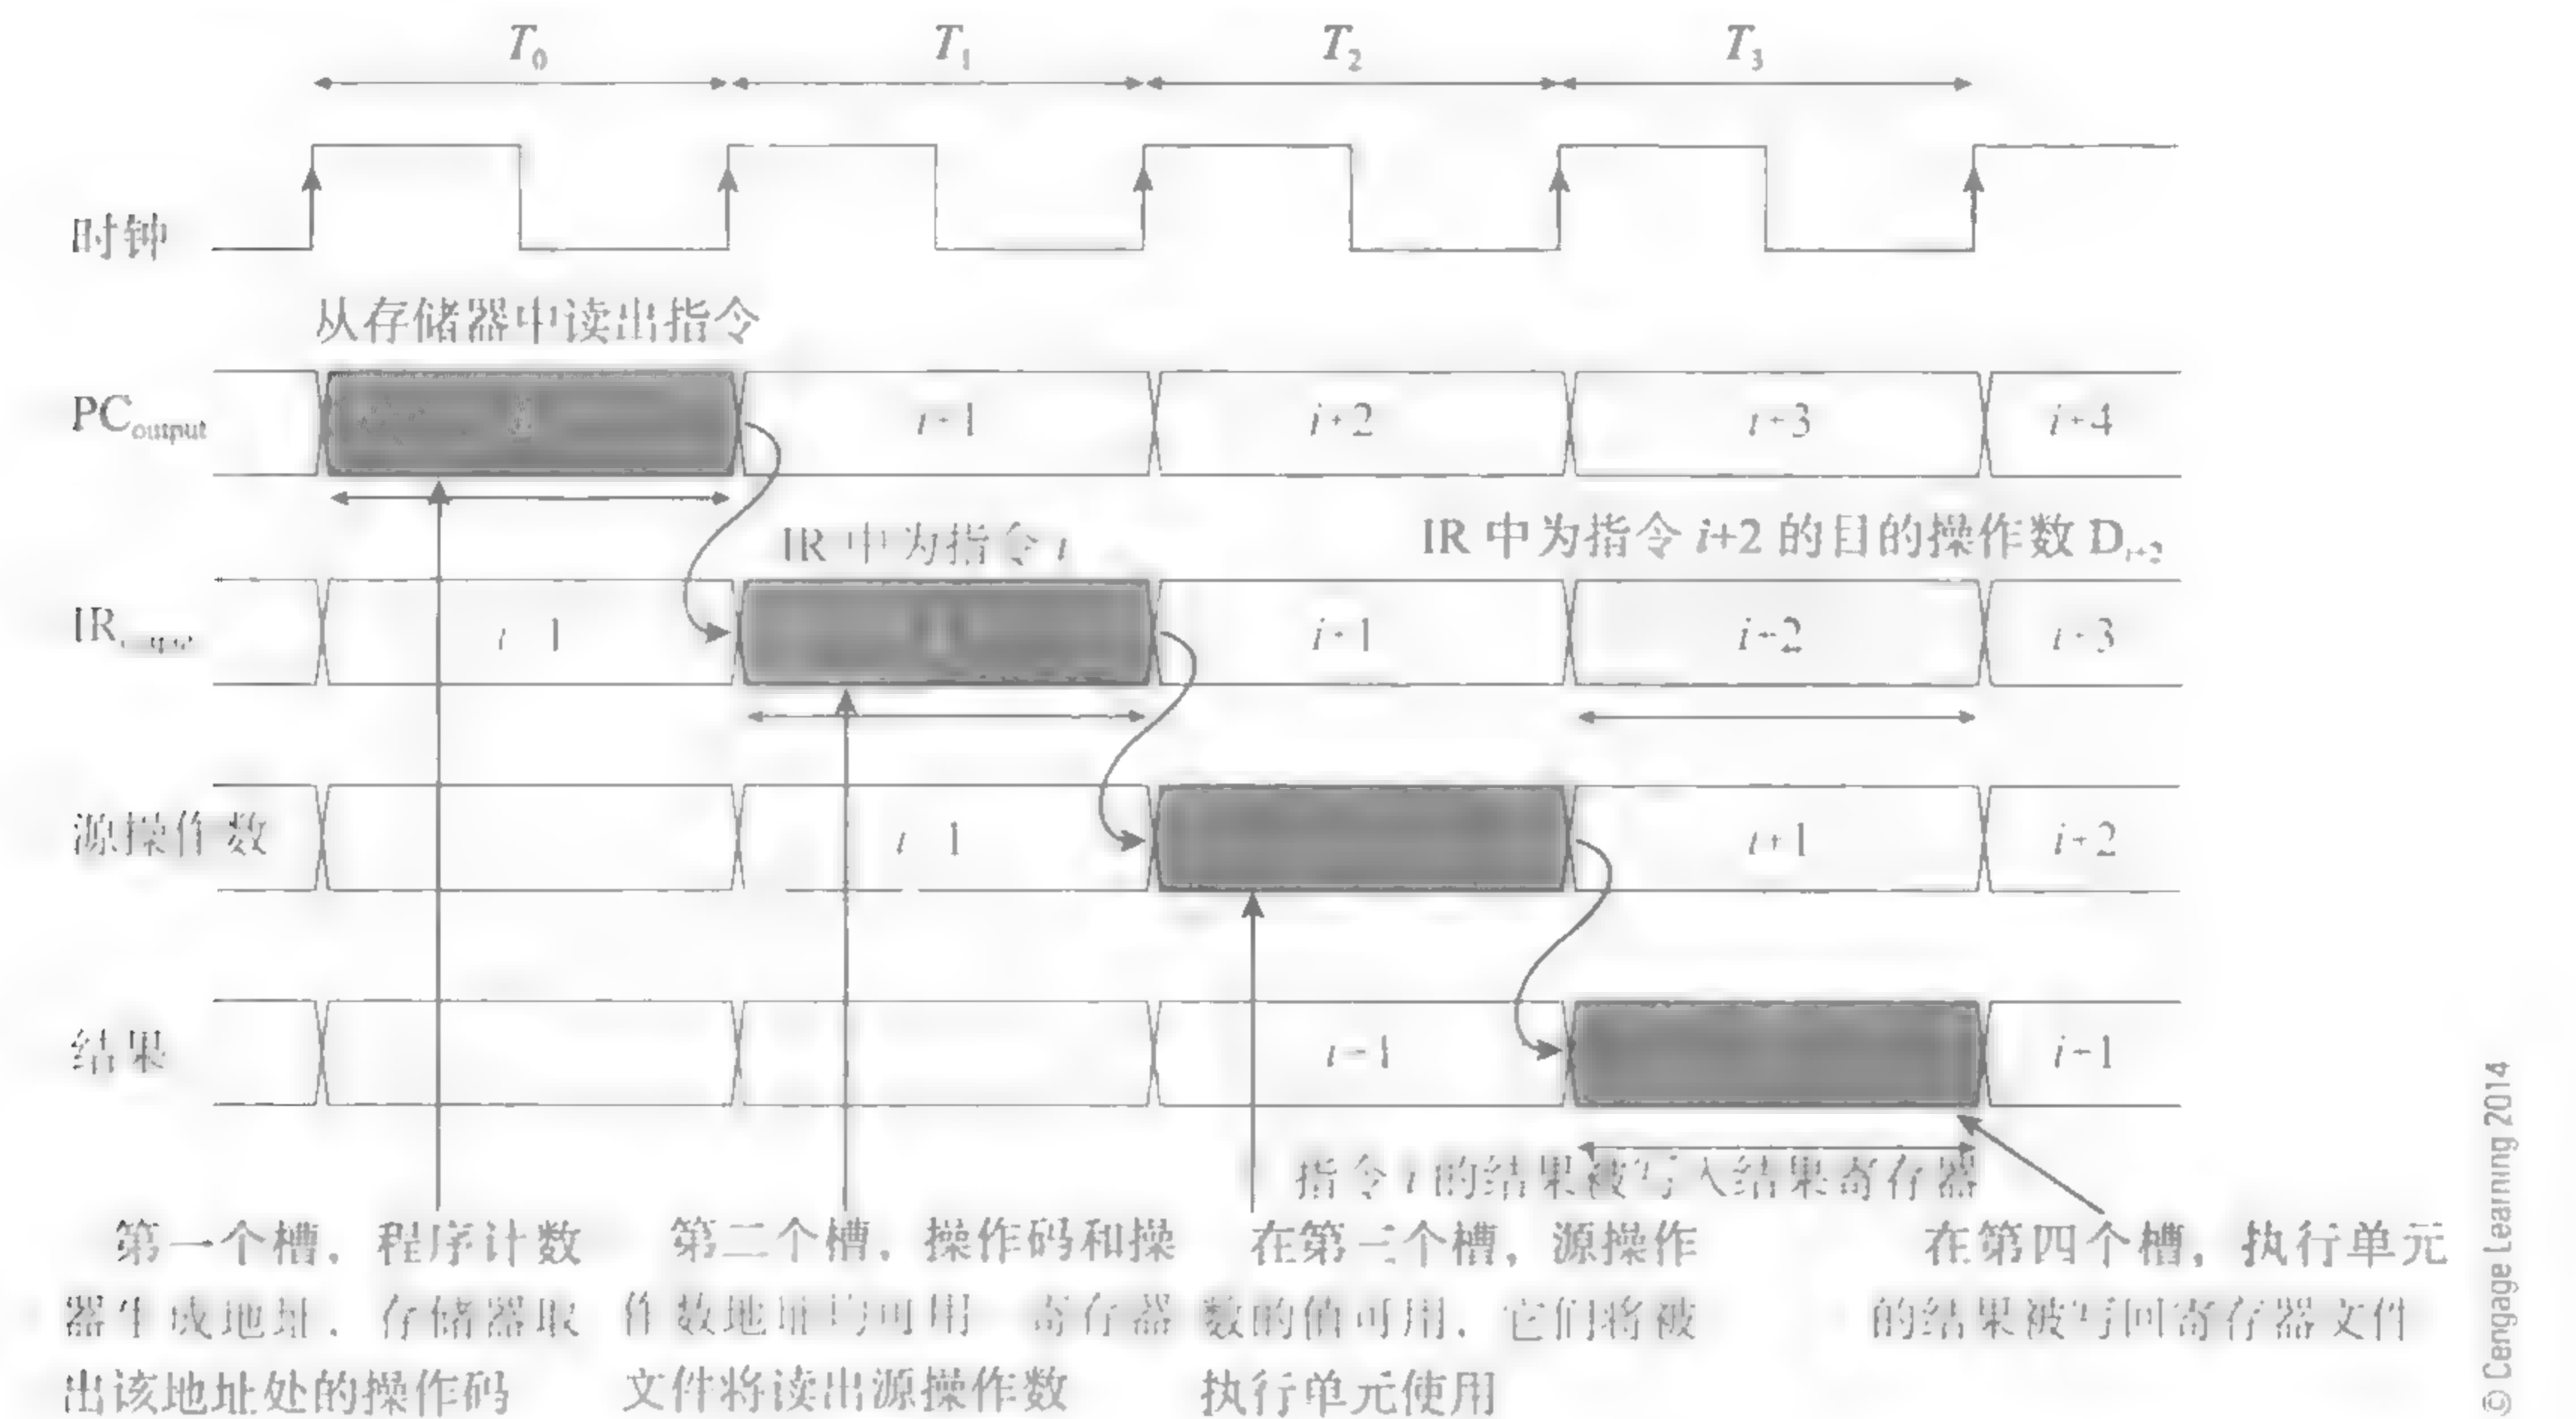 T₀ T₁ T₂ T₃
时钟
从存储器中读出指令
PCoutput i+1 i+2 i+3 i+4
IR 中为指令 i IR 中为指令 i+2 的目的操作数 Dᵢ₊₂
IR i-1 i+1 i+2 i+3
源操作数 i-1 i+1 i+2
结果 i-1 i+1
指令 i 的结果被写入结果寄存器
第一个槽，程序计数
器生成地址，存储器取
出该地址处的操作码
第二个槽，操作码和操
作数地址均可用 寄存器
文件将读出源操作数
在第三个槽，源操作
数的值可用，它们将被
执行单元使用
在第四个槽，执行单元
的结果被写回寄存器文件
© Cengage Learning 2014